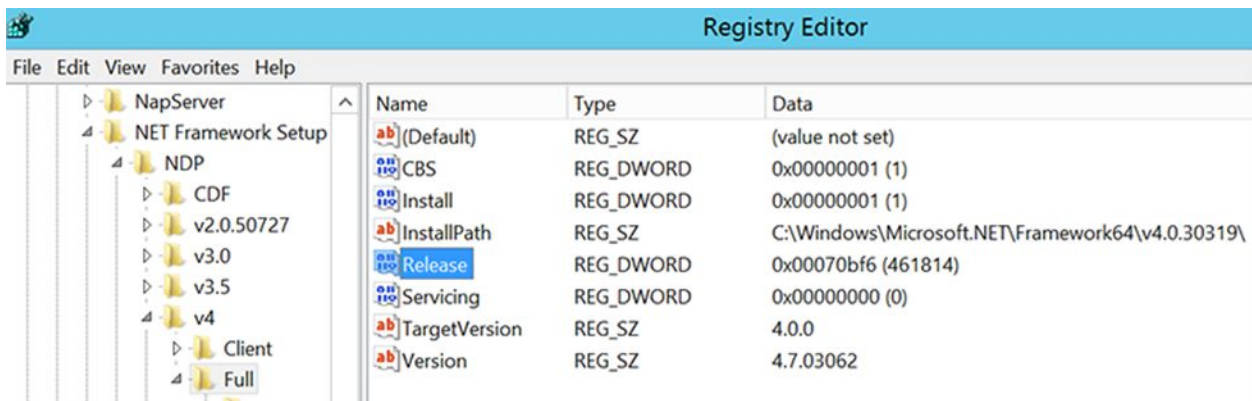 Registry Editor
File Edit View Favorites Help
NapServer
NET Framework Setup
NDP
CDF
v2.0.50727
v3.0
v3.5
v4
Client
Full
Name Type Data
(Default) REG_SZ (value not set)
CBS REG_DWORD 0x00000001 (1)
Install REG_DWORD 0x00000001 (1)
InstallPath REG_SZ C:\Windows\Microsoft.NET\Framework64\v4.0.30319\
Release REG_DWORD 0x00070bf6 (461814)
Servicing REG_DWORD 0x00000000 (0)
TargetVersion REG_SZ 4.0.0
Version REG_SZ 4.7.03062